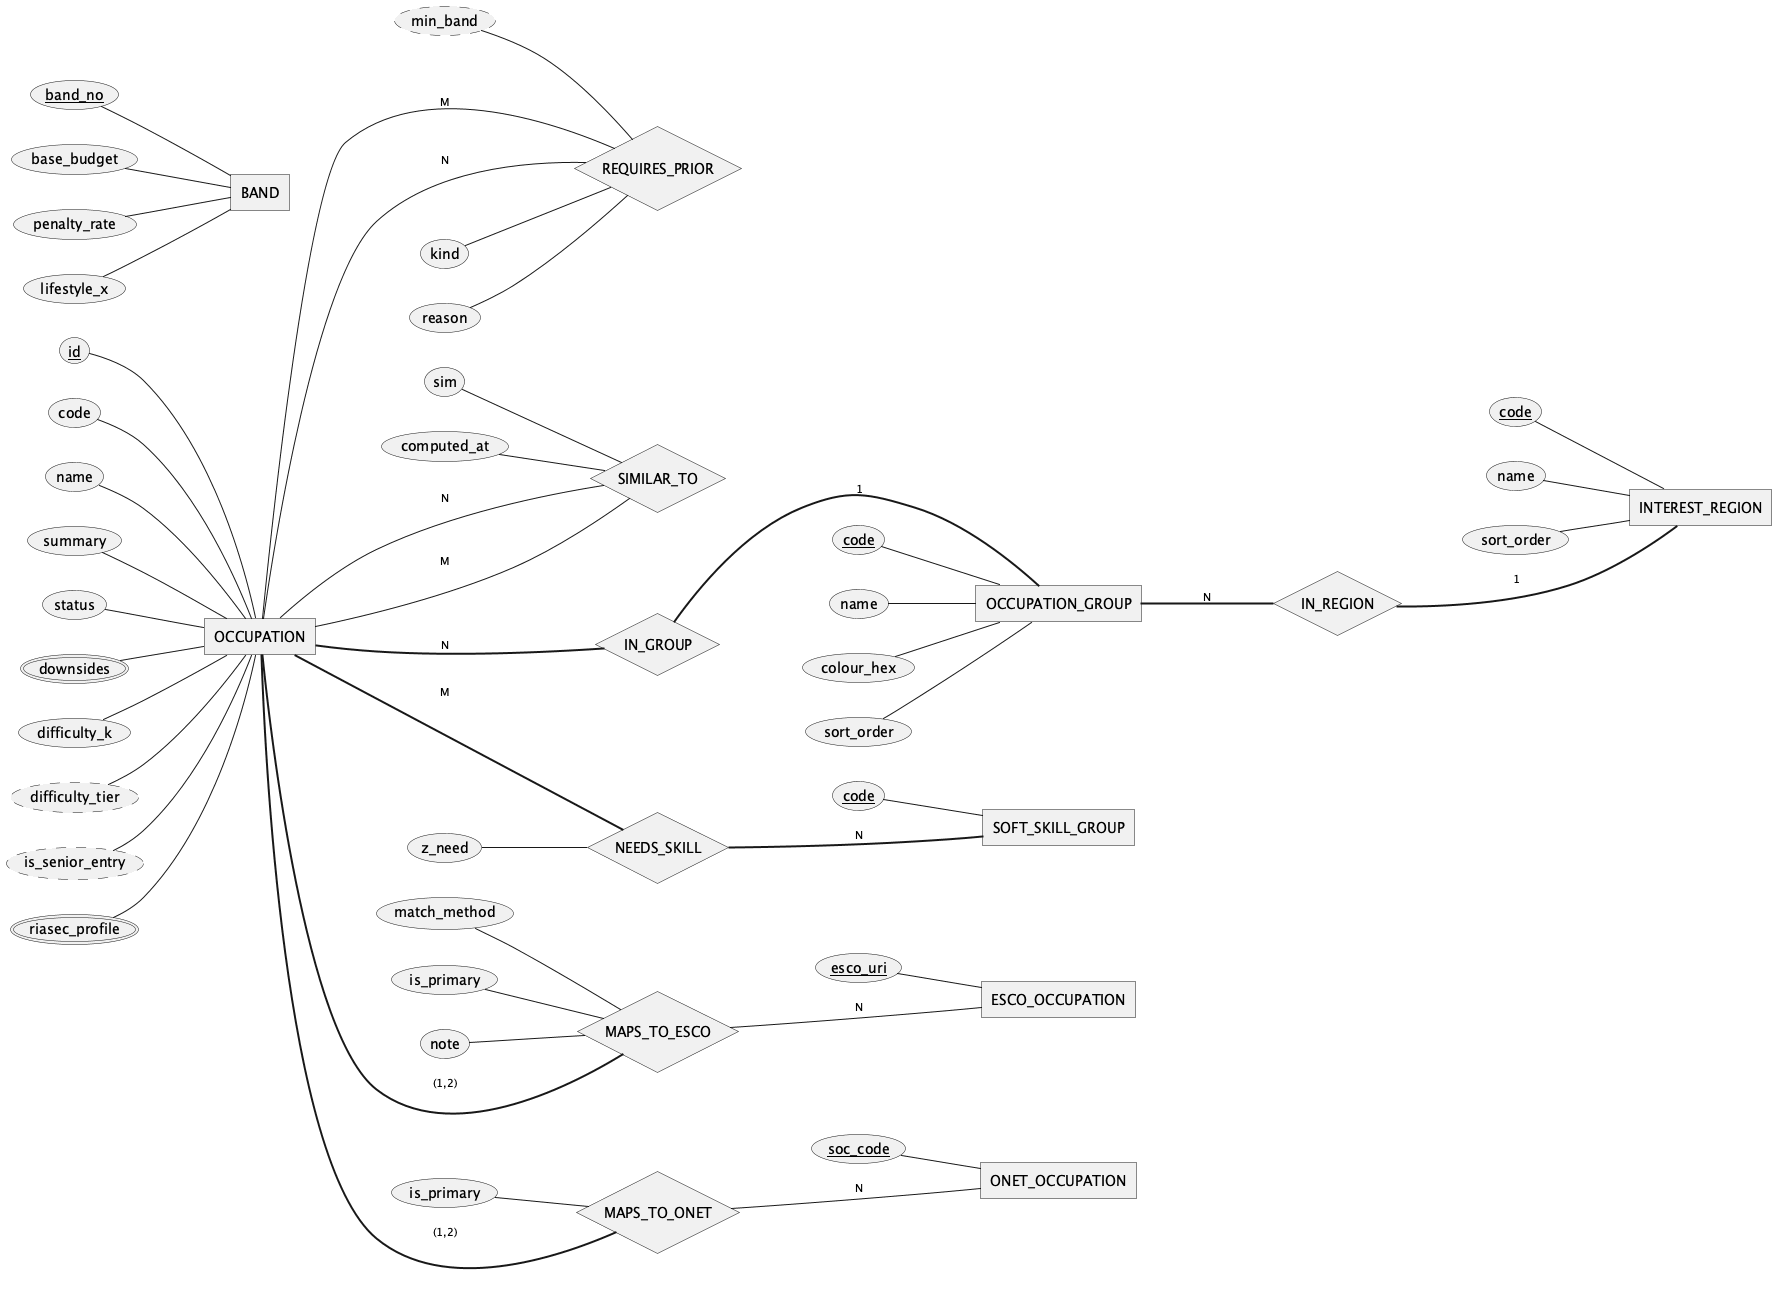 min_band
band_no
M
base_budget
N
REQUIRES_PRIOR
BAND
penalty_rate
kind
lifestyle_x
reason
id
sim
code
code
computed_at
name
name
SIMILAR_TO
1
N
INTEREST_REGION
summary
code
sort_order
M
1
status
name
OCCUPATION_GROUP
N
IN_REGION
OCCUPATION
N
IN_GROUP
downsides
colour_hex
M
difficulty_k
sort_order
difficulty_tier
code
SOFT_SKILL_GROUP
z_need
NEEDS_SKILL
N
is_senior_entry
match_method
riasec_profile
esco_uri
is_primary
ESCO_OCCUPATION
N
note
MAPS_TO_ESCO
(1,2)
soc_code
ONET_OCCUPATION
is_primary
N
MAPS_TO_ONET
(1,2)